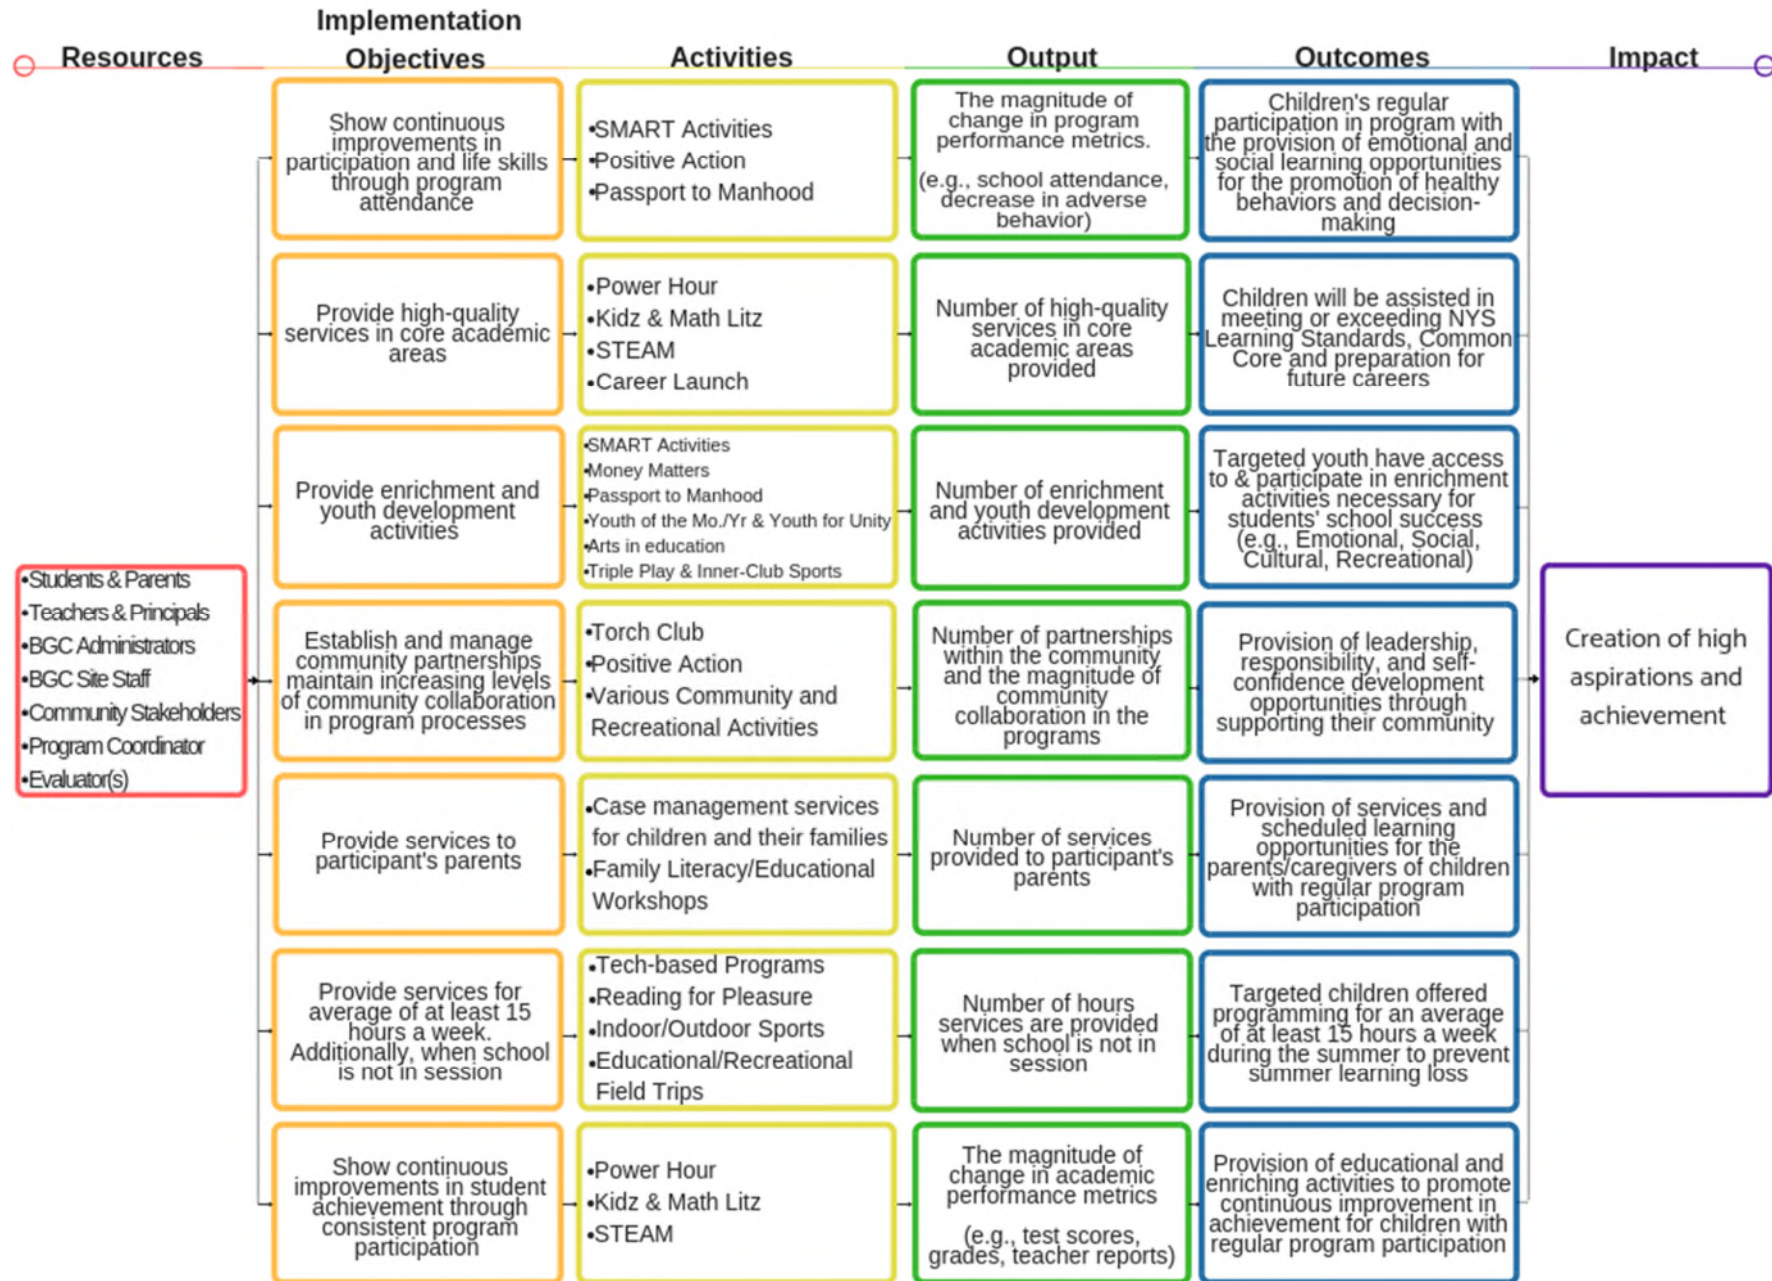 Implementation
Resources
Objectives
Activities
Output
Outcomes
Impact
•Students & Parents
•Teachers & Principals
•BGC Administrators
•BGC Site Staff
•Community Stakeholders
•Program Coordinator
•Evaluator(s)
Show continuous
improvements in
participation and life skills
through program
attendance
•SMART Activities
•Positive Action
•Passport to Manhood
The magnitude of
change in program
performance metrics.
(e.g., school attendance,
decrease in adverse
behavior)
Children's regular
participation in program with
the provision of emotional and
social learning opportunities
for the promotion of healthy
behaviors and decision-
making
Provide high-quality
services in core academic
areas
•Power Hour
•Kidz & Math Litz
•STEAM
•Career Launch
Number of high-quality
services in core
academic areas
provided
Children will be assisted in
meeting or exceeding NYS
Learning Standards, Common
Core and preparation for
future careers
Provide enrichment and
youth development
activities
•SMART Activities
•Money Matters
•Passport to Manhood
•Youth of the Mo./Yr & Youth for Unity
•Arts in education
•Triple Play & Inner-Club Sports
Number of enrichment
and youth development
activities provided
Targeted youth have access
to & participate in enrichment
activities necessary for
students' school success
(e.g., Emotional, Social,
Cultural, Recreational)
Establish and manage
community partnerships
maintain increasing levels
of community collaboration
in program processes
•Torch Club
•Positive Action
•Various Community and
Recreational Activities
Number of partnerships
within the community
and the magnitude of
community
collaboration in the
programs
Provision of leadership,
responsibility, and self-
confidence development
opportunities through
supporting their community
Provide services to
participant's parents
•Case management services
for children and their families
•Family Literacy/Educational
Workshops
Number of services
provided to participant's
parents
Provision of services and
scheduled learning
opportunities for the
parents/caregivers of children
with regular program
participation
Provide services for
average of at least 15
hours a week.
Additionally, when school
is not in session
•Tech-based Programs
•Reading for Pleasure
•Indoor/Outdoor Sports
•Educational/Recreational
Field Trips
Number of hours
services are provided
when school is not in
session
Targeted children offered
programming for an average
of at least 15 hours a week
during the summer to prevent
summer learning loss
Show continuous
improvements in student
achievement through
consistent program
participation
•Power Hour
•Kidz & Math Litz
•STEAM
The magnitude of
change in academic
performance metrics
(e.g., test scores,
grades, teacher reports)
Provision of educational and
enriching activities to promote
continuous improvement in
achievement for children with
regular program participation
Creation of high
aspirations and
achievement